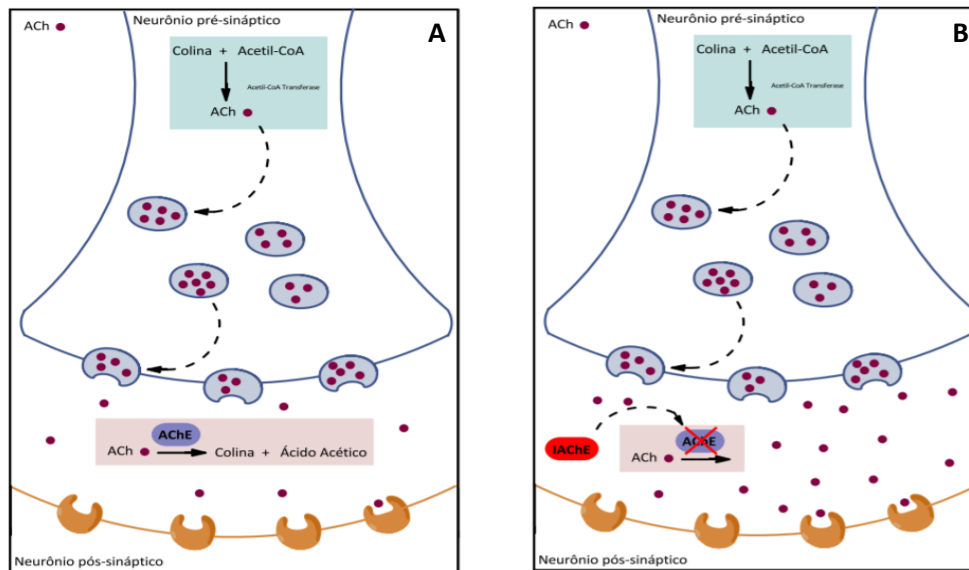 Neurônio pré-sináptico
A
ACh
Colina + Acetil-CoA
Acetil-CoA Transferase
ACh
AChE
ACh
Colina + Ácido Acético
Neurônio pós-sináptico
Neurônio pré-sináptico
B
ACh
Colina + Acetil-CoA
Acetil-CoA Transferase
ACh
IAChE
AChE
ACh
Neurônio pós-sináptico